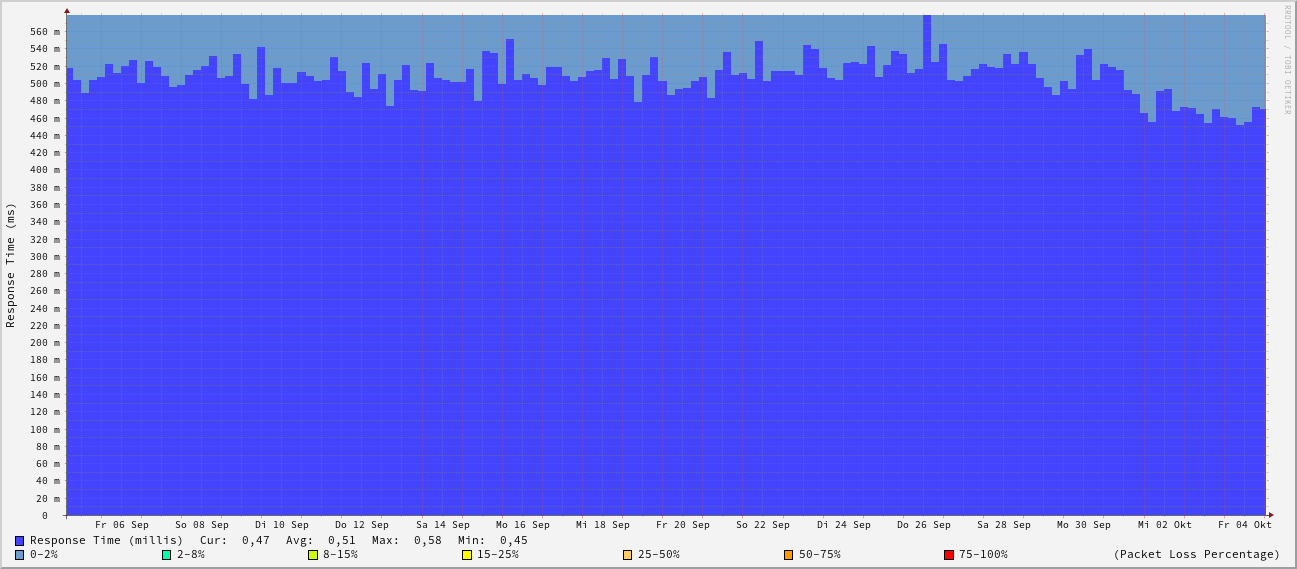 RRDTOOL / TOBI OETIKER
Response Time (ms)
560 m
540 m
520 m
500 m
480 m
460 m
440 m
420 m
400 m
380 m
360 m
340 m
320 m
300 m
280 m
260 m
240 m
220 m
200 m
180 m
160 m
140 m
120 m
100 m
80 m
60 m
40 m
20 m
0
Fr 06 Sep So 08 Sep Di 10 Sep Do 12 Sep Sa 14 Sep Mo 16 Sep Mi 18 Sep Fr 20 Sep So 22 Sep Di 24 Sep Do 26 Sep Sa 28 Sep Mo 30 Sep Mi 02 Okt Fr 04 Okt
Response Time (millis) Cur: 0,47 Avg: 0,51 Max: 0,58 Min: 0,45
0-2% 2-8% 8-15% 15-25% 25-50% 50-75% 75-100% (Packet Loss Percentage)